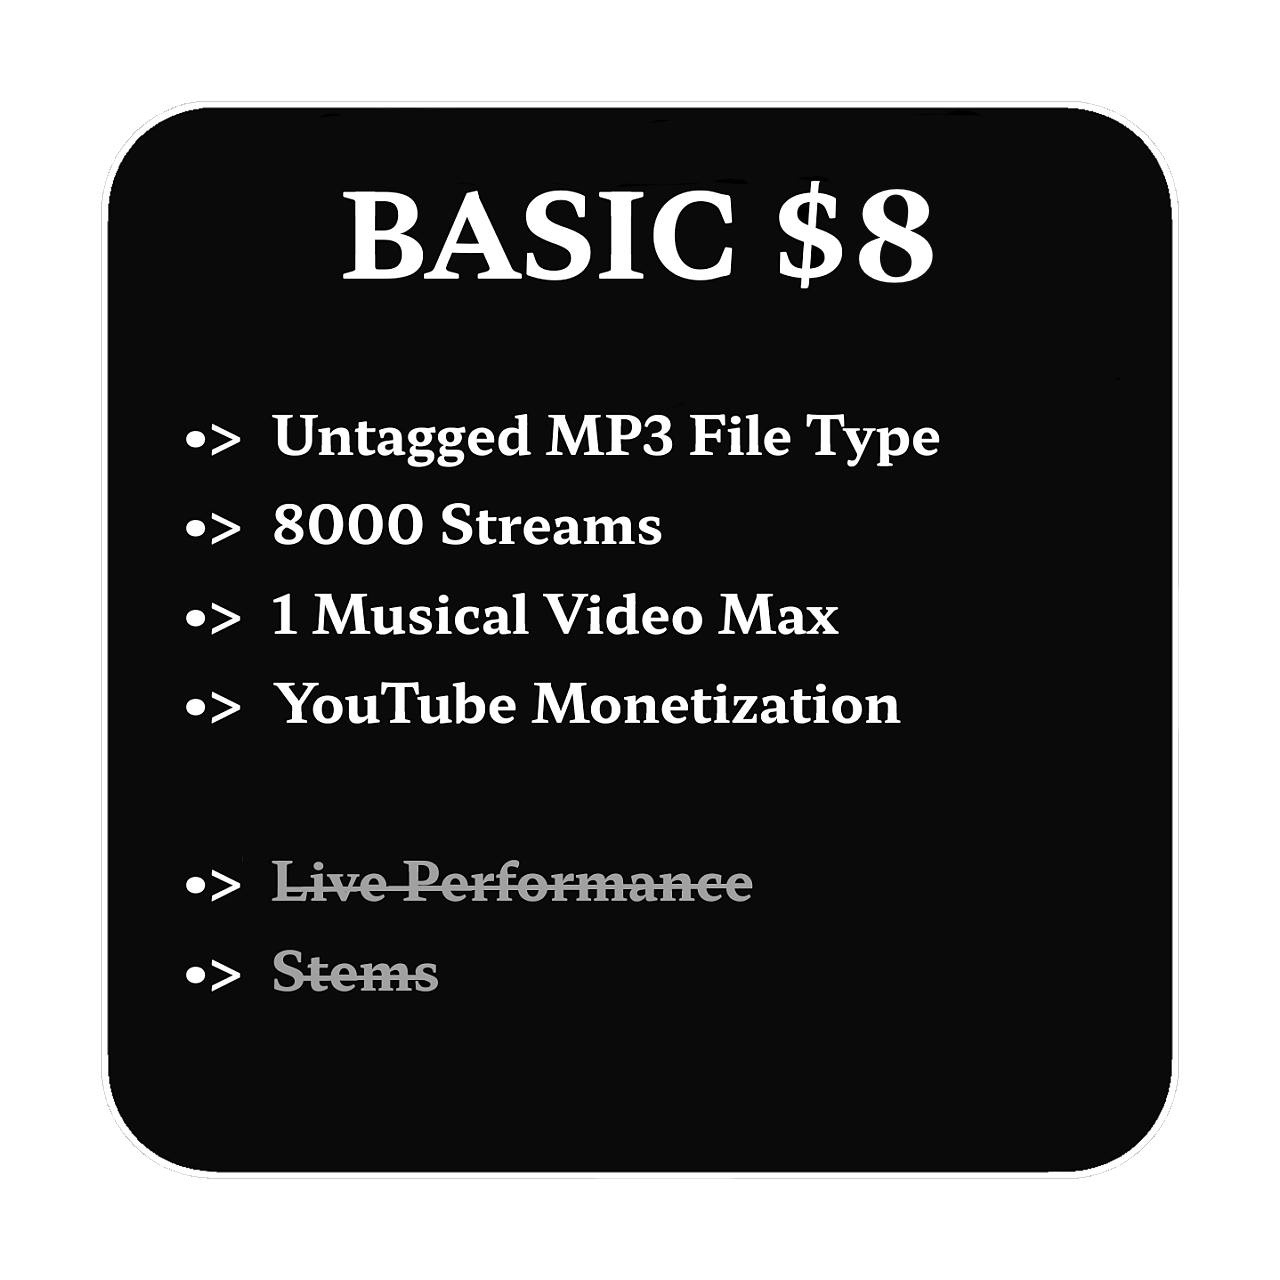 BASIC $8
•> Untagged MP3 File Type
•> 8000 Streams
•> 1 Musical Video Max
•> YouTube Monetization
•> Live Performance
•> Stems